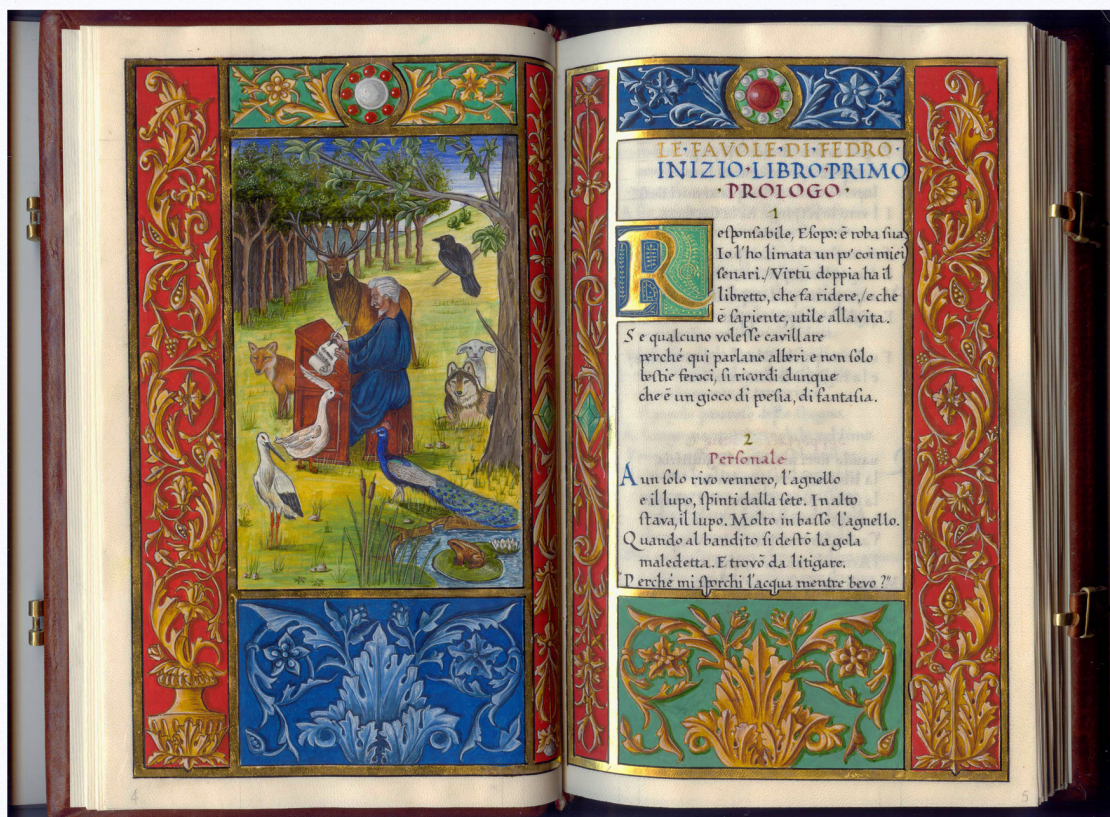 LE·FAVOLE·DI·FEDRO·
INIZIO·LIBRO·PRIMO
·PROLOGO·
1
Responsabile, Esopo: è roba sua
Io l'ho limata un po' coi miei
senari./Virtù doppia ha il
libretto, che fa ridere,/e che
è sapiente, utile alla vita.
Se qualcuno volesse cavillare
perché qui parlano alberi e non solo
bestie feroci, si ricordi dunque
che è un gioco di poesia, di fantasia.
2
Personale
A un solo rivo vennero, l'agnello
e il lupo, spinti dalla sete. In alto
stava, il lupo. Molto in basso l'agnello.
Quando al bandito si destò la gola
maledetta. E trovò da litigare.
Perché mi sporchi l'acqua mentre bevo?"
4
5